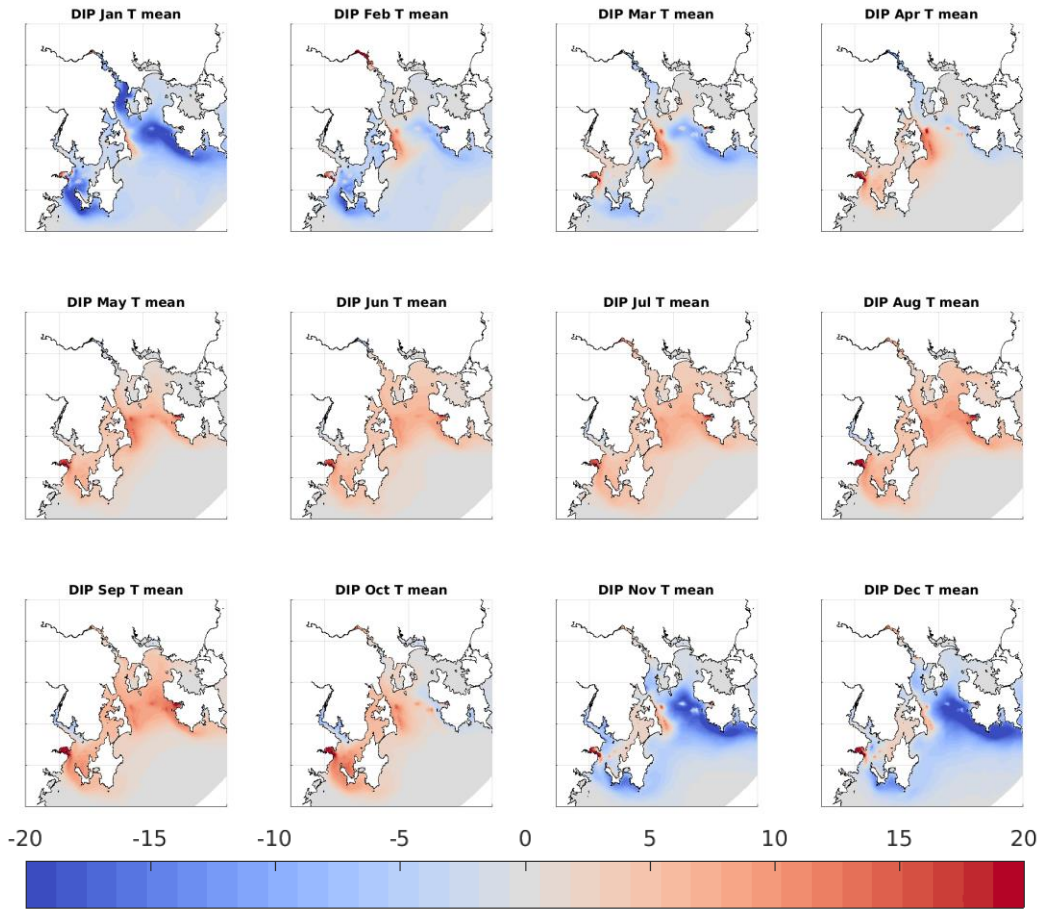 DIP Jan T mean
DIP Feb T mean
DIP Mar T mean
DIP Apr T mean
DIP May T mean
DIP Jun T mean
DIP Jul T mean
DIP Aug T mean
DIP Sep T mean
DIP Oct T mean
DIP Nov T mean
DIP Dec T mean
-20 -15 -10 -5 0 5 10 15 20